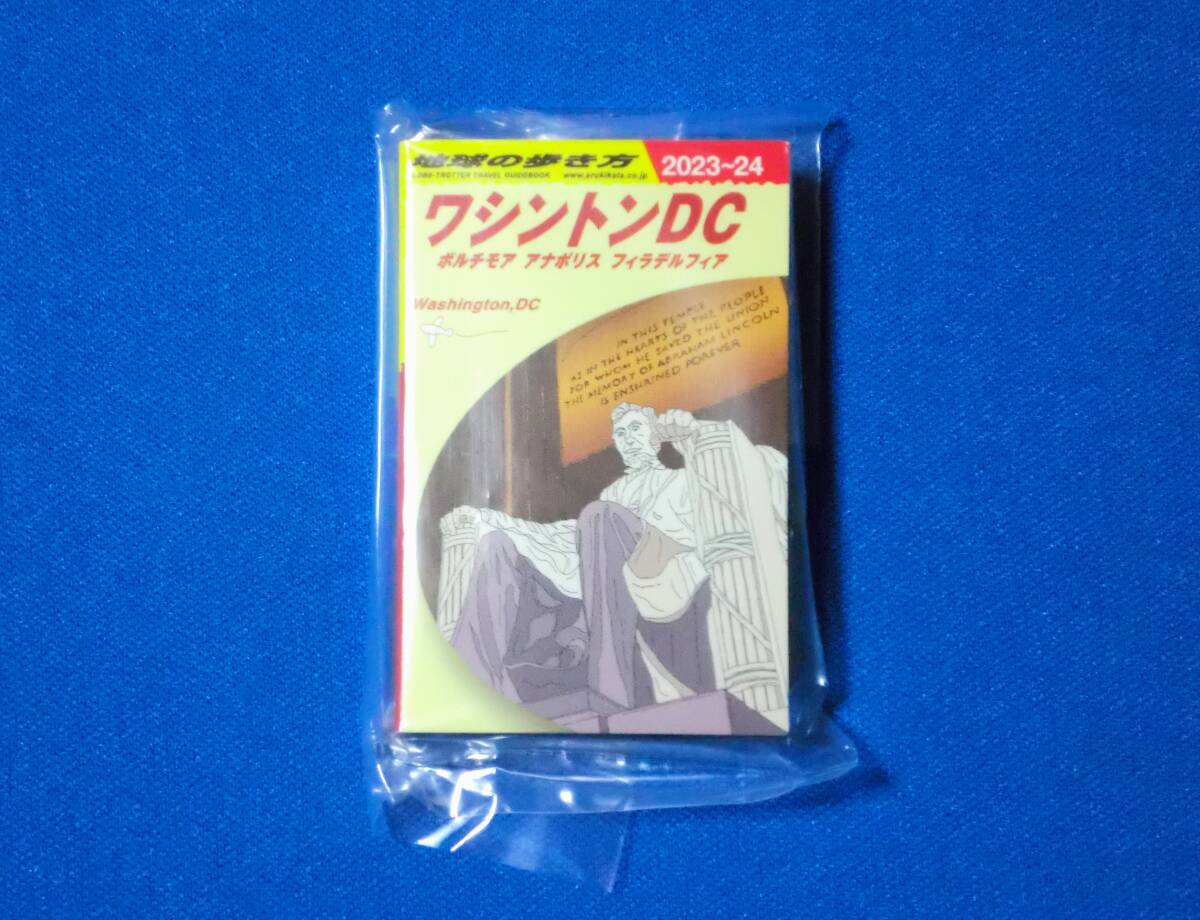 地球の歩き方
GLOBE-TROTTER TRAVEL GUIDEBOOK www.arukikata.co.jp
2023~24
ワシントンDC
ボルチモア アナポリス フィラデルフィア
Washington,DC
IN THIS TEMPLE
AS IN THE HEARTS OF THE PEOPLE
FOR WHOM HE SAVED THE UNION
THE MEMORY OF ABRAHAM LINCOLN
IS ENSHRINED FOREVER